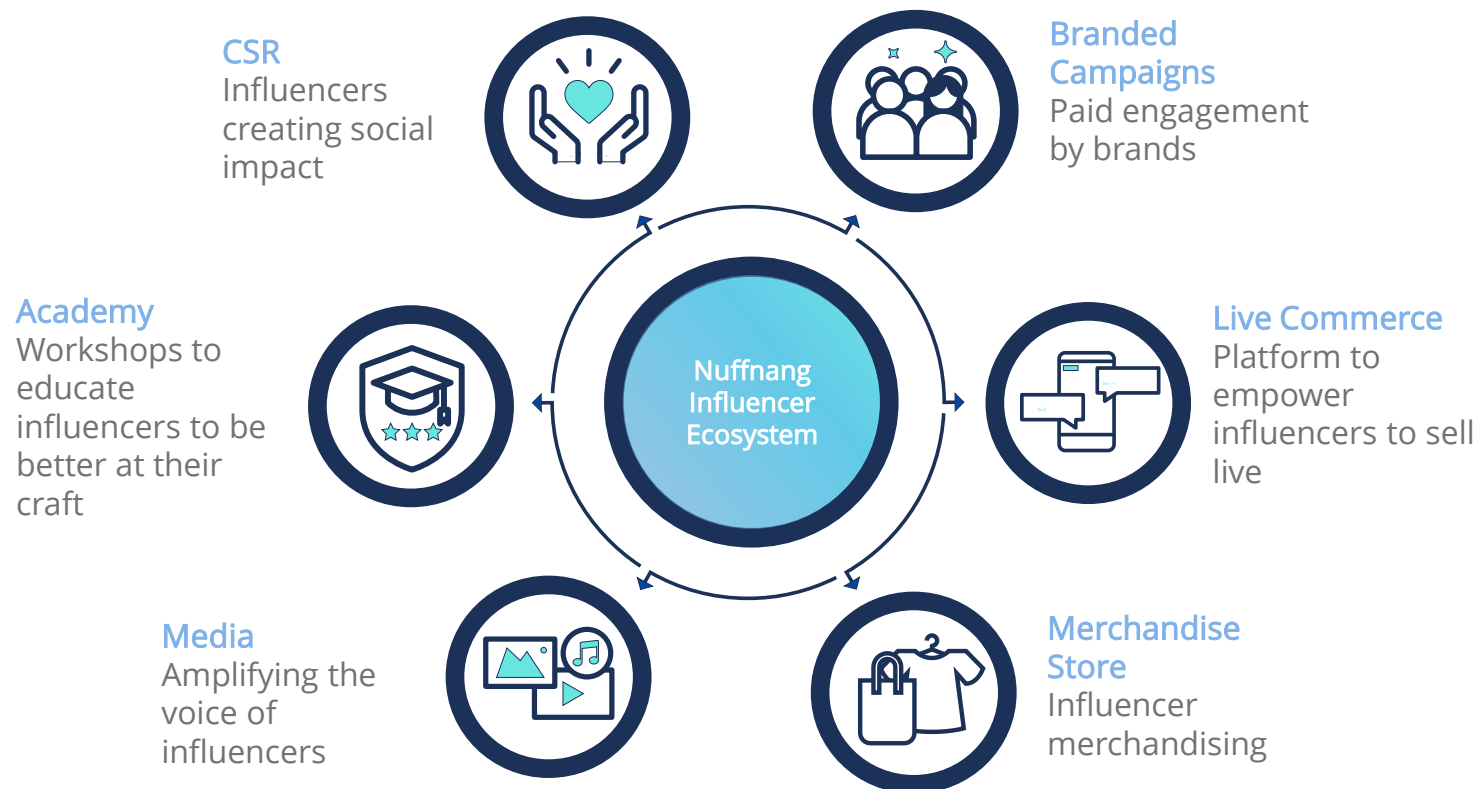 CSR
Influencers
creating social
impact
Branded
Campaigns
Paid engagement
by brands
Academy
Workshops to
educate
influencers to be
better at their
craft
Nuffnang
Influencer
Ecosystem
Live Commerce
Platform to
empower
influencers to sell
live
Media
Amplifying the
voice of
influencers
Merchandise
Store
Influencer
merchandising